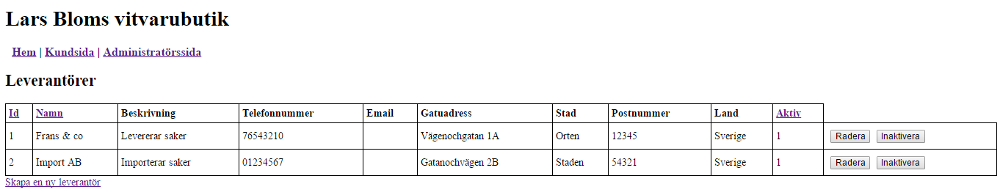 Lars Bloms vitvarubutik
Hem | Kundsida | Administratörssida
Leverantörer
Id Namn Beskrivning Telefonnummer Email Gatuadress Stad Postnummer Land Aktiv
1 Frans & co Levererar saker 76543210 Vägenochgatan 1A Orten 12345 Sverige 1 Radera Inaktivera
2 Import AB Importerar saker 01234567 Gatanochvägen 2B Staden 54321 Sverige 1 Radera Inaktivera
Skapa en ny leverantör